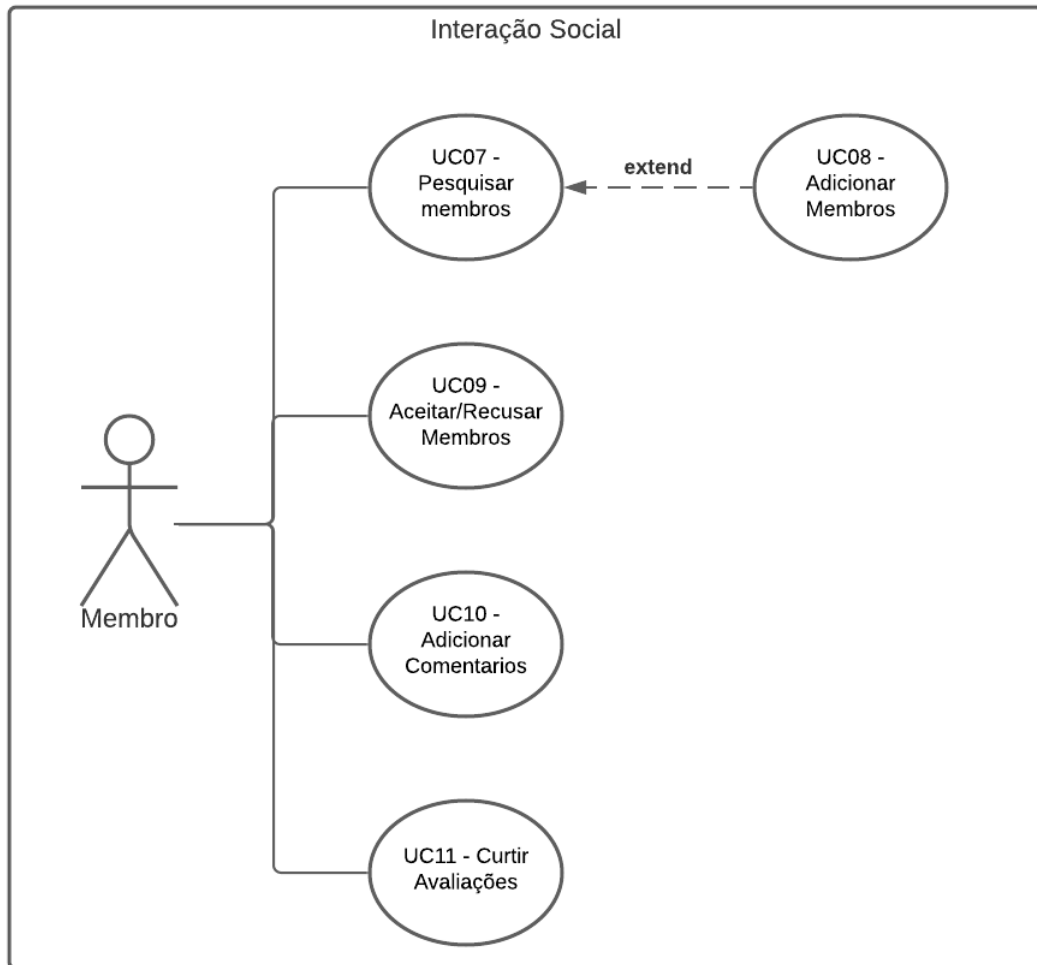 Interação Social
UC07 -
Pesquisar
membros
extend
UC08 -
Adicionar
Membros
UC09 -
Aceitar/Recusar
Membros
Membro
UC10 -
Adicionar
Comentarios
UC11 - Curtir
Avaliações